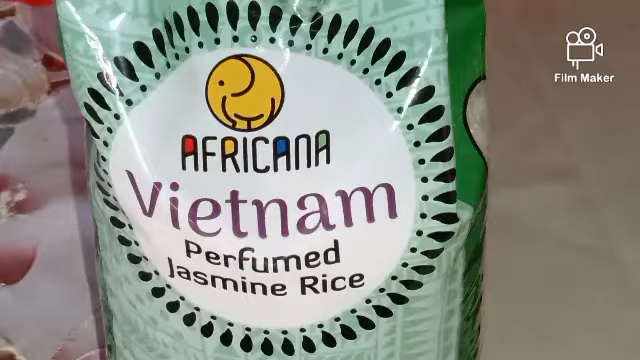 Film Maker
AFRICANA
Vietnam
Perfumed
Jasmine Rice